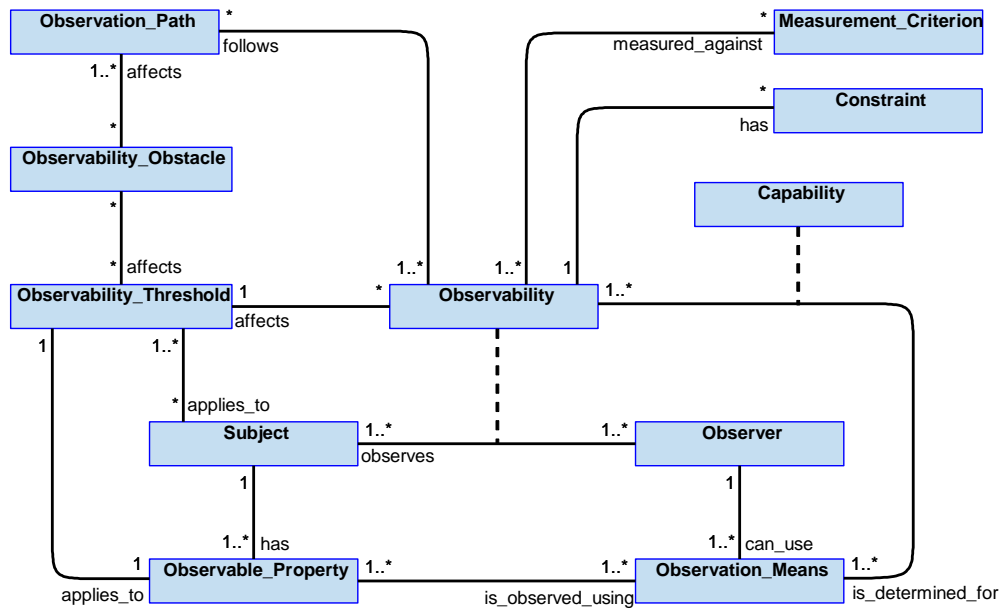 Observation_Path
*
*
Measurement_Criterion
follows
measured_against
1..*
affects
*
Constraint
has
*
Observability_Obstacle
*
Capability
*
affects
1..*
1..*
1
Observability_Threshold
1
*
Observability
1..*
affects
1
1..*
*
applies_to
Subject
1..*
1..*
Observer
observes
1
1
1..*
has
1..*
can_use
1
Observable_Property
1..*
1..*
Observation_Means
1..*
applies_to
is_observed_using
is_determined_for